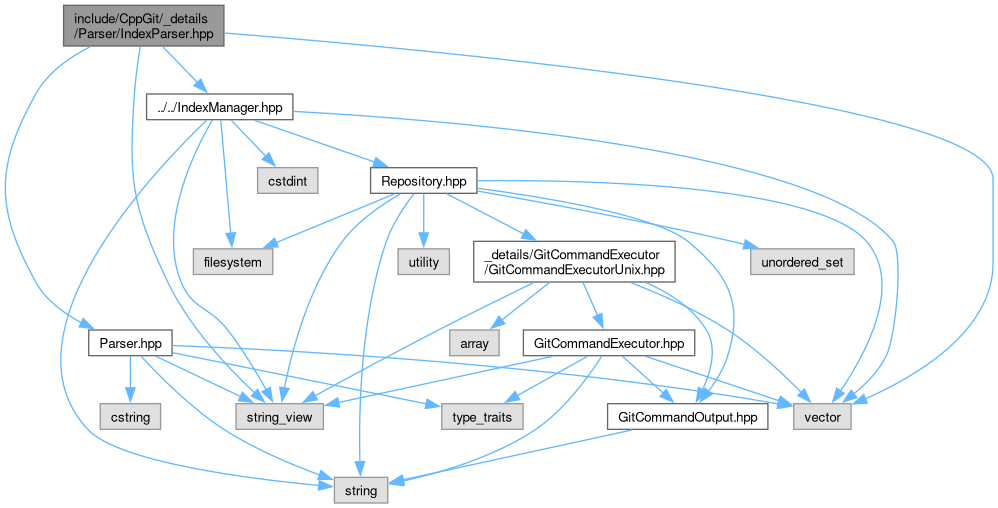 include/CppGit/_details
/Parser/IndexParser.hpp
../../IndexManager.hpp
cstdint
Repository.hpp
filesystem
utility
_details/GitCommandExecutor
/GitCommandExecutorUnix.hpp
unordered_set
Parser.hpp
array
GitCommandExecutor.hpp
cstring
string_view
type_traits
GitCommandOutput.hpp
vector
string